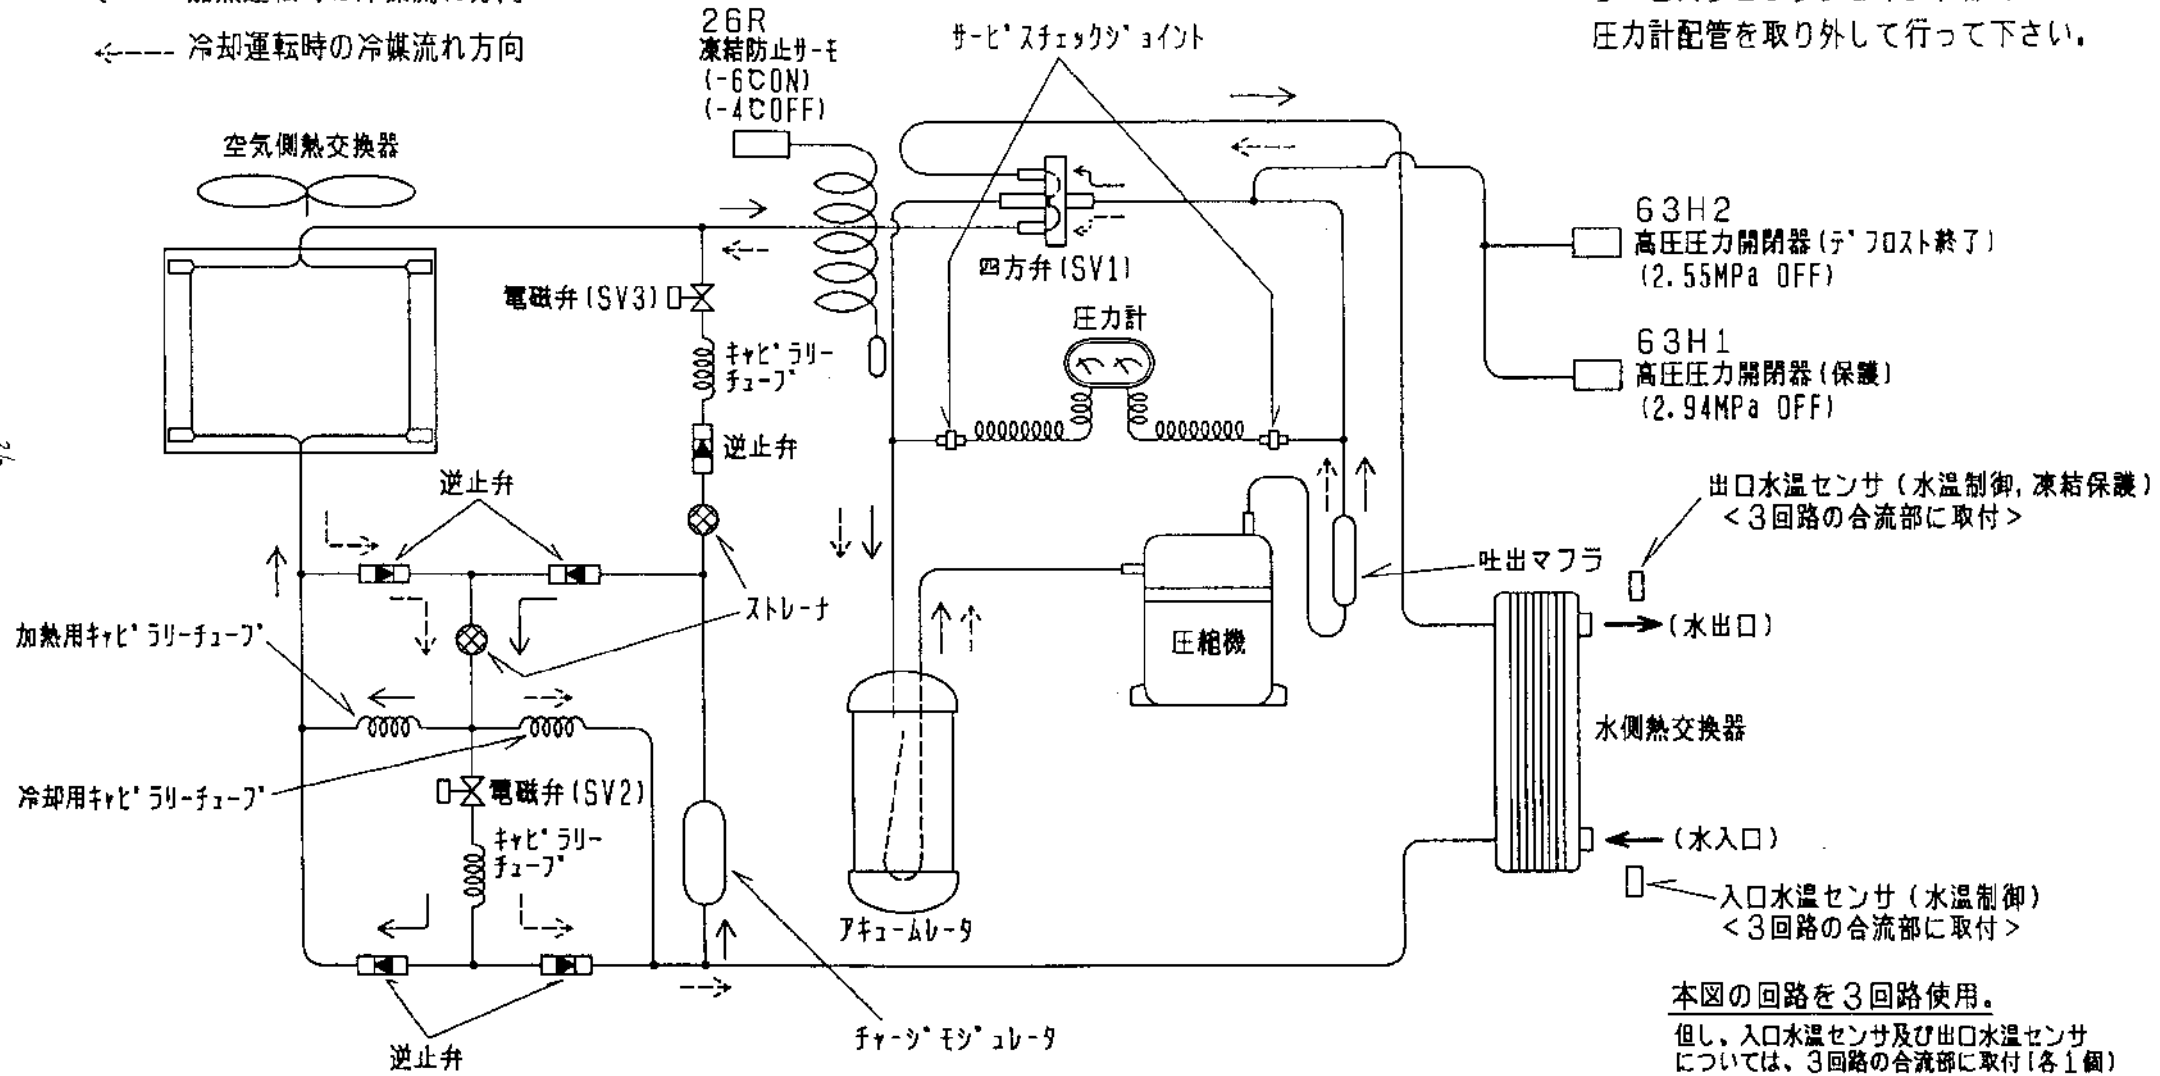 冷却運転時の冷媒流れ方向
26R
凍結防止サーモ
(-6℃ON)
(-4℃OFF)
サービスチェックジョイント
圧力計配管を取り外して行って下さい。
空気側熱交換器
63H2
高圧圧力開閉器(デフロスト終了)
(2.55MPa OFF)
四方弁(SV1)
電磁弁(SV3)
圧力計
63H1
高圧圧力開閉器(保護)
(2.94MPa OFF)
キャピラリー
チューブ
逆止弁
逆止弁
出口水温センサ(水温制御,凍結保護)
<3回路の合流部に取付>
吐出マフラ
ストレーナ
加熱用キャピラリーチューブ
圧縮機
(水出口)
水側熱交換器
冷却用キャピラリーチューブ
電磁弁(SV2)
キャピラリー
チューブ
(水入口)
入口水温センサ(水温制御)
<3回路の合流部に取付>
アキュームレータ
チャージモジュレータ
逆止弁
本図の回路を3回路使用。
但し、入口水温センサ及び出口水温センサ
については、3回路の合流部に取付(各1個)